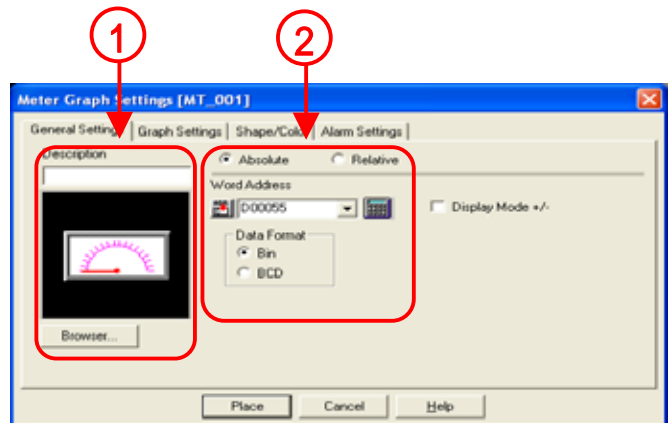 1 2
Meter Graph Settings [MT_001]
General Settings Graph Settings Shape/Color Alarm Settings
Description
Absolute Relative
Word Address
D00055
Display Mode +/-
Data Format
Bin
BCD
Browser...
Place Cancel Help